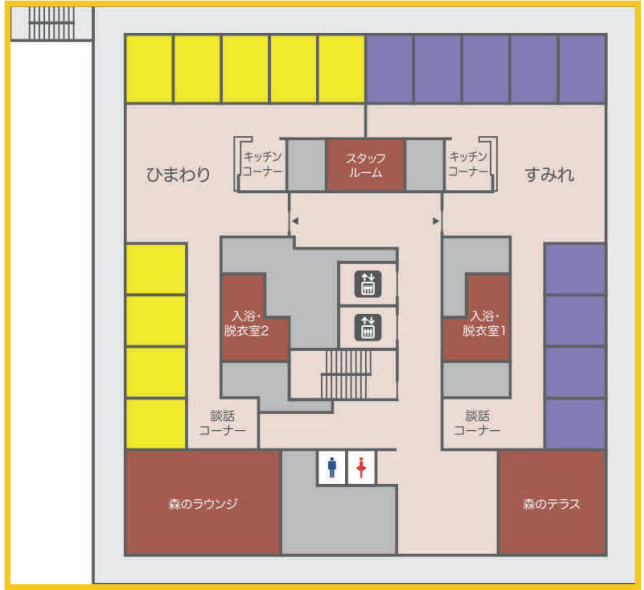 キッチン
コーナー
スタッフ
ルーム
キッチン
コーナー
ひまわり
すみれ
入浴・
脱衣室2
入浴・
脱衣室1
談話
コーナー
談話
コーナー
森のラウンジ
森のテラス